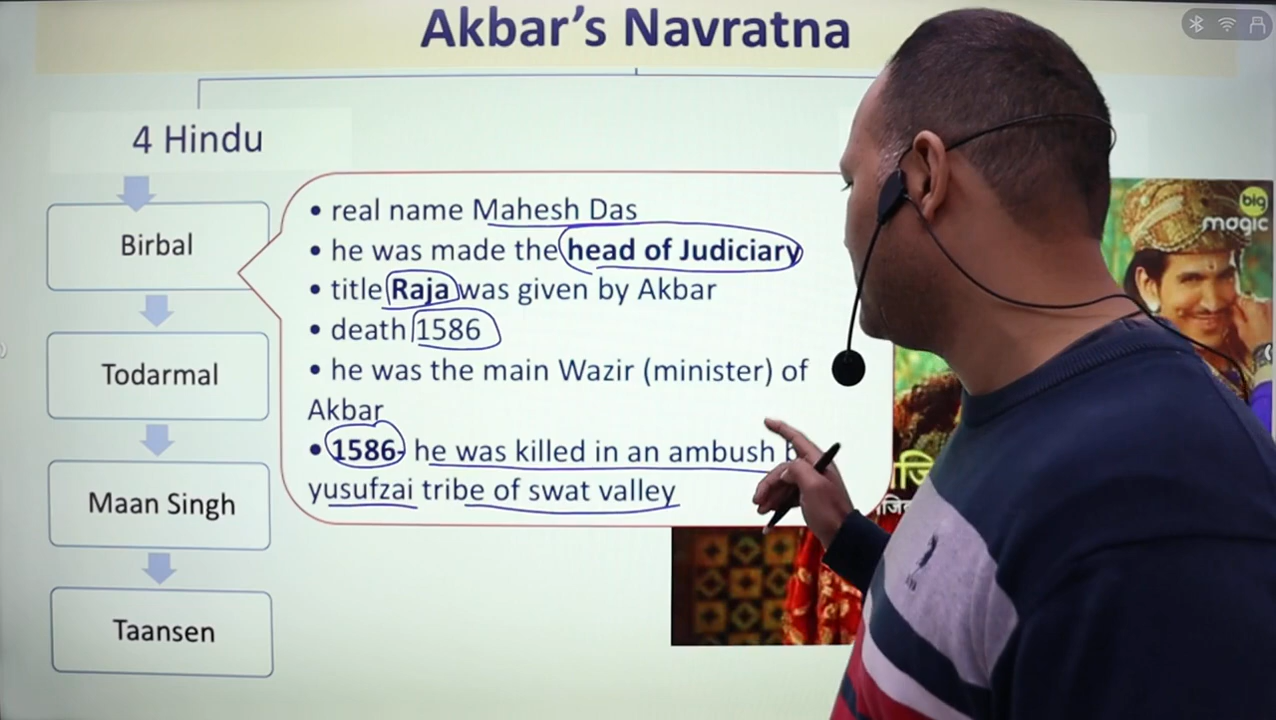 Akbar's Navratna
4 Hindu
Birbal
Todarmal
Maan Singh
Taansen
• real name Mahesh Das
• he was made the head of Judiciary
• title Raja was given by Akbar
• death 1586
• he was the main Wazir (minister) of
Akbar
• 1586- he was killed in an ambush
yusufzai tribe of swat valley
big
magic